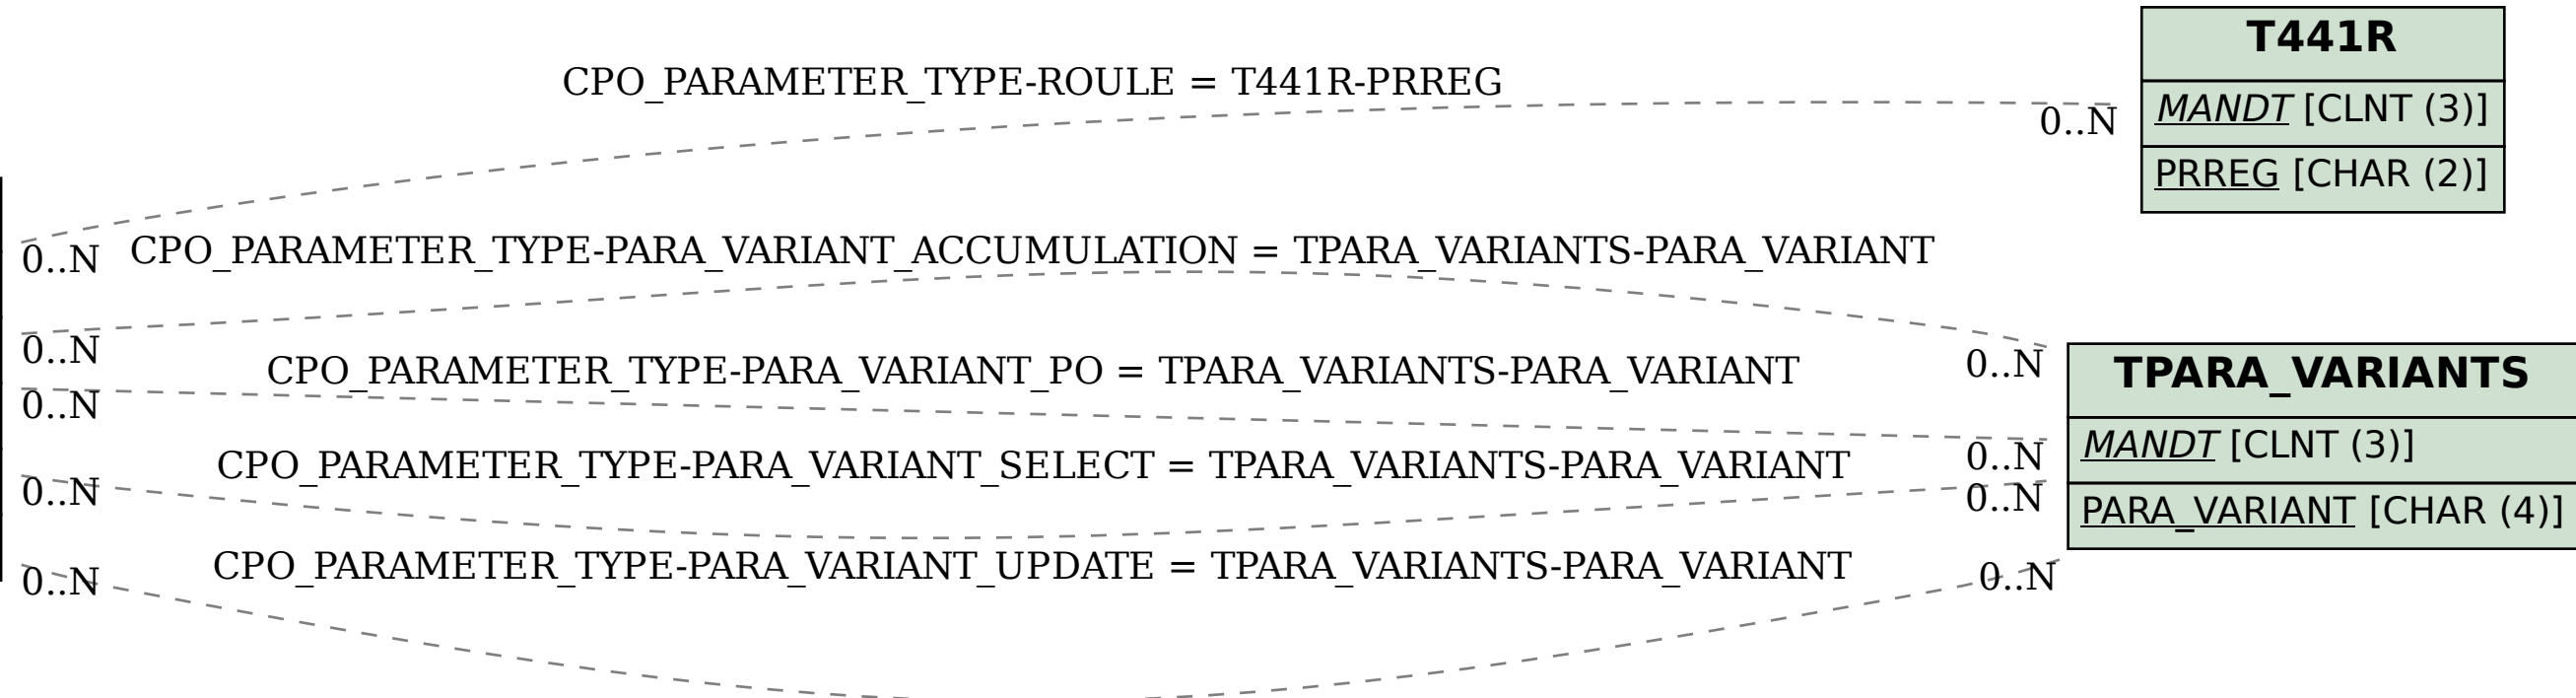 T441R
CPO_PARAMETER_TYPE-ROULE = T441R-PRREG
MANDT [CLNT (3)]
0..N
PRREG [CHAR (2)]
0..N
CPO_PARAMETER_TYPE-PARA_VARIANT_ACCUMULATION = TPARA_VARIANTS-PARA_VARIANT
0..N
0..N
CPO_PARAMETER_TYPE-PARA_VARIANT_PO = TPARA_VARIANTS-PARA_VARIANT
TPARA_VARIANTS
0..N
MANDT [CLNT (3)]
0..N
CPO_PARAMETER_TYPE-PARA_VARIANT_SELECT = TPARA_VARIANTS-PARA_VARIANT
0..N
0..N
PARA_VARIANT [CHAR (4)]
CPO_PARAMETER_TYPE-PARA_VARIANT_UPDATE = TPARA_VARIANTS-PARA_VARIANT
0..N
0..N